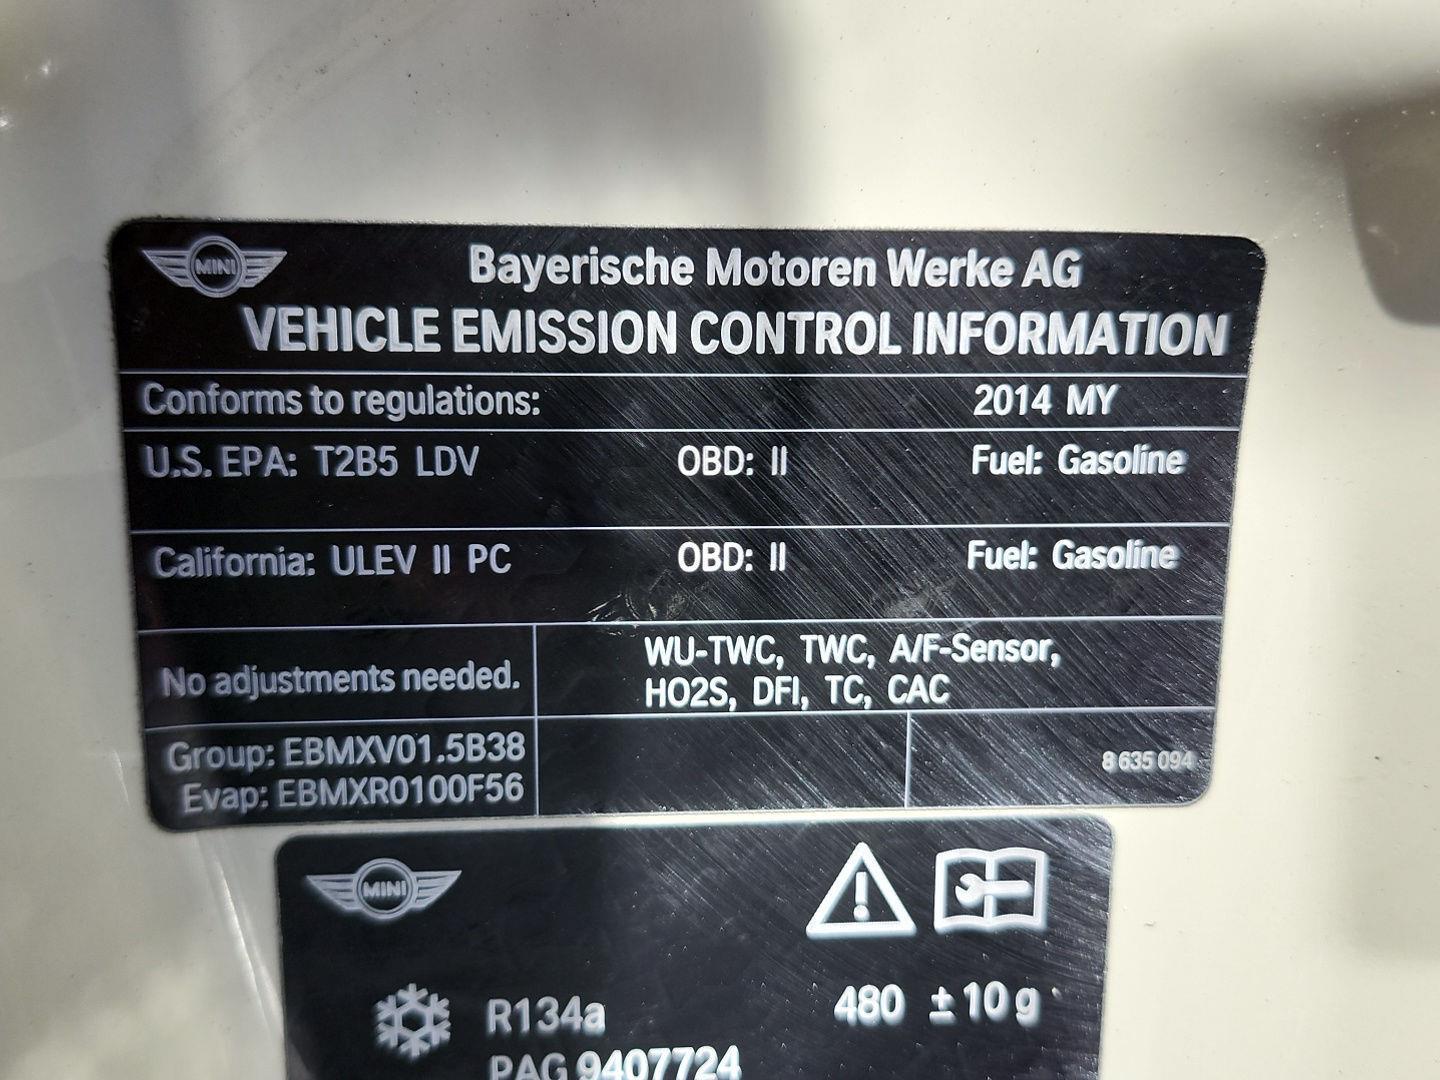 MINI
Bayerische Motoren Werke AG
VEHICLE EMISSION CONTROL INFORMATION
Conforms to regulations: 2014 MY
U.S. EPA: T2B5 LDV OBD: II Fuel: Gasoline
California: ULEV II PC OBD: II Fuel: Gasoline
No adjustments needed.
WU-TWC, TWC, A/F-Sensor,
HO2S, DFI, TC, CAC
Group: EBMXV01.5B38
Evap: EBMXR0100F56
8 635 094
MINI
R134a 480 ±10 g
PAG 9407724